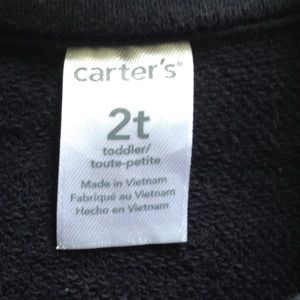 carter's
2t
toddler/
toute-petite
Made in Vietnam
Fabriqué au Vietnam
Hecho en Vietnam